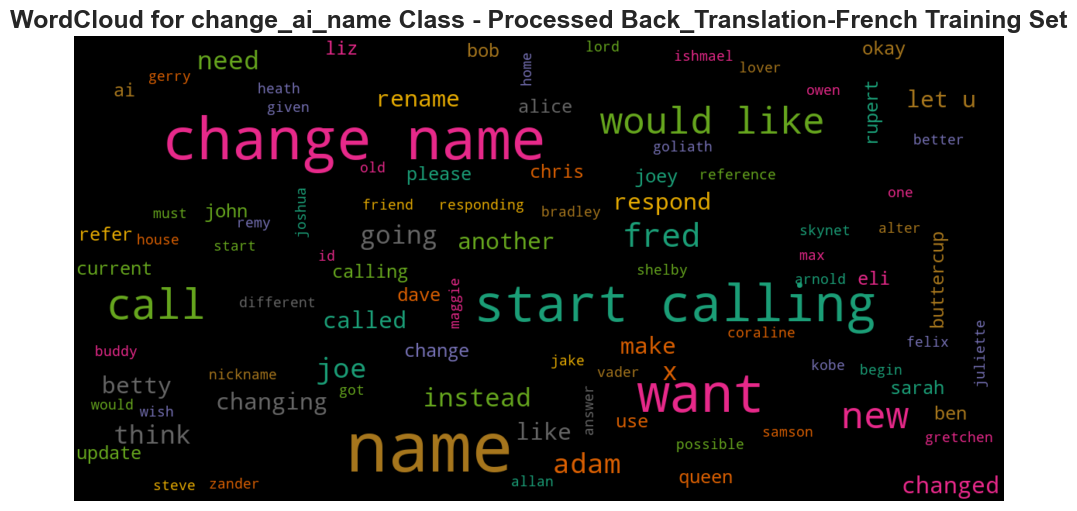 WordCloud for change_ai_name Class - Processed Back_Translation-French Training Set
liz
bob
lord
ishmael
okay
need
gerry
home
lover
ai
heath
given
rename
alice
owen
let u
rupert
change name
would like
goliath
better
old
please
chris
joey
reference
one
must
john
remy
joshua
friend
responding
bradley
respond
refer
house
start
going
another
fred
skynet
alter
current
id
calling
shelby
max
arnold
eli
buttercup
call
different
called
dave
maggie
start calling
coraline
felix
juliette
buddy
change
make
joe
jake
vader
x
kobe
begin
betty
nickname
got
want
sarah
would
wish
changing
instead
answer
use
new
ben
think
name
like
possible
samson
gretchen
update
adam
queen
steve
zander
allan
changed